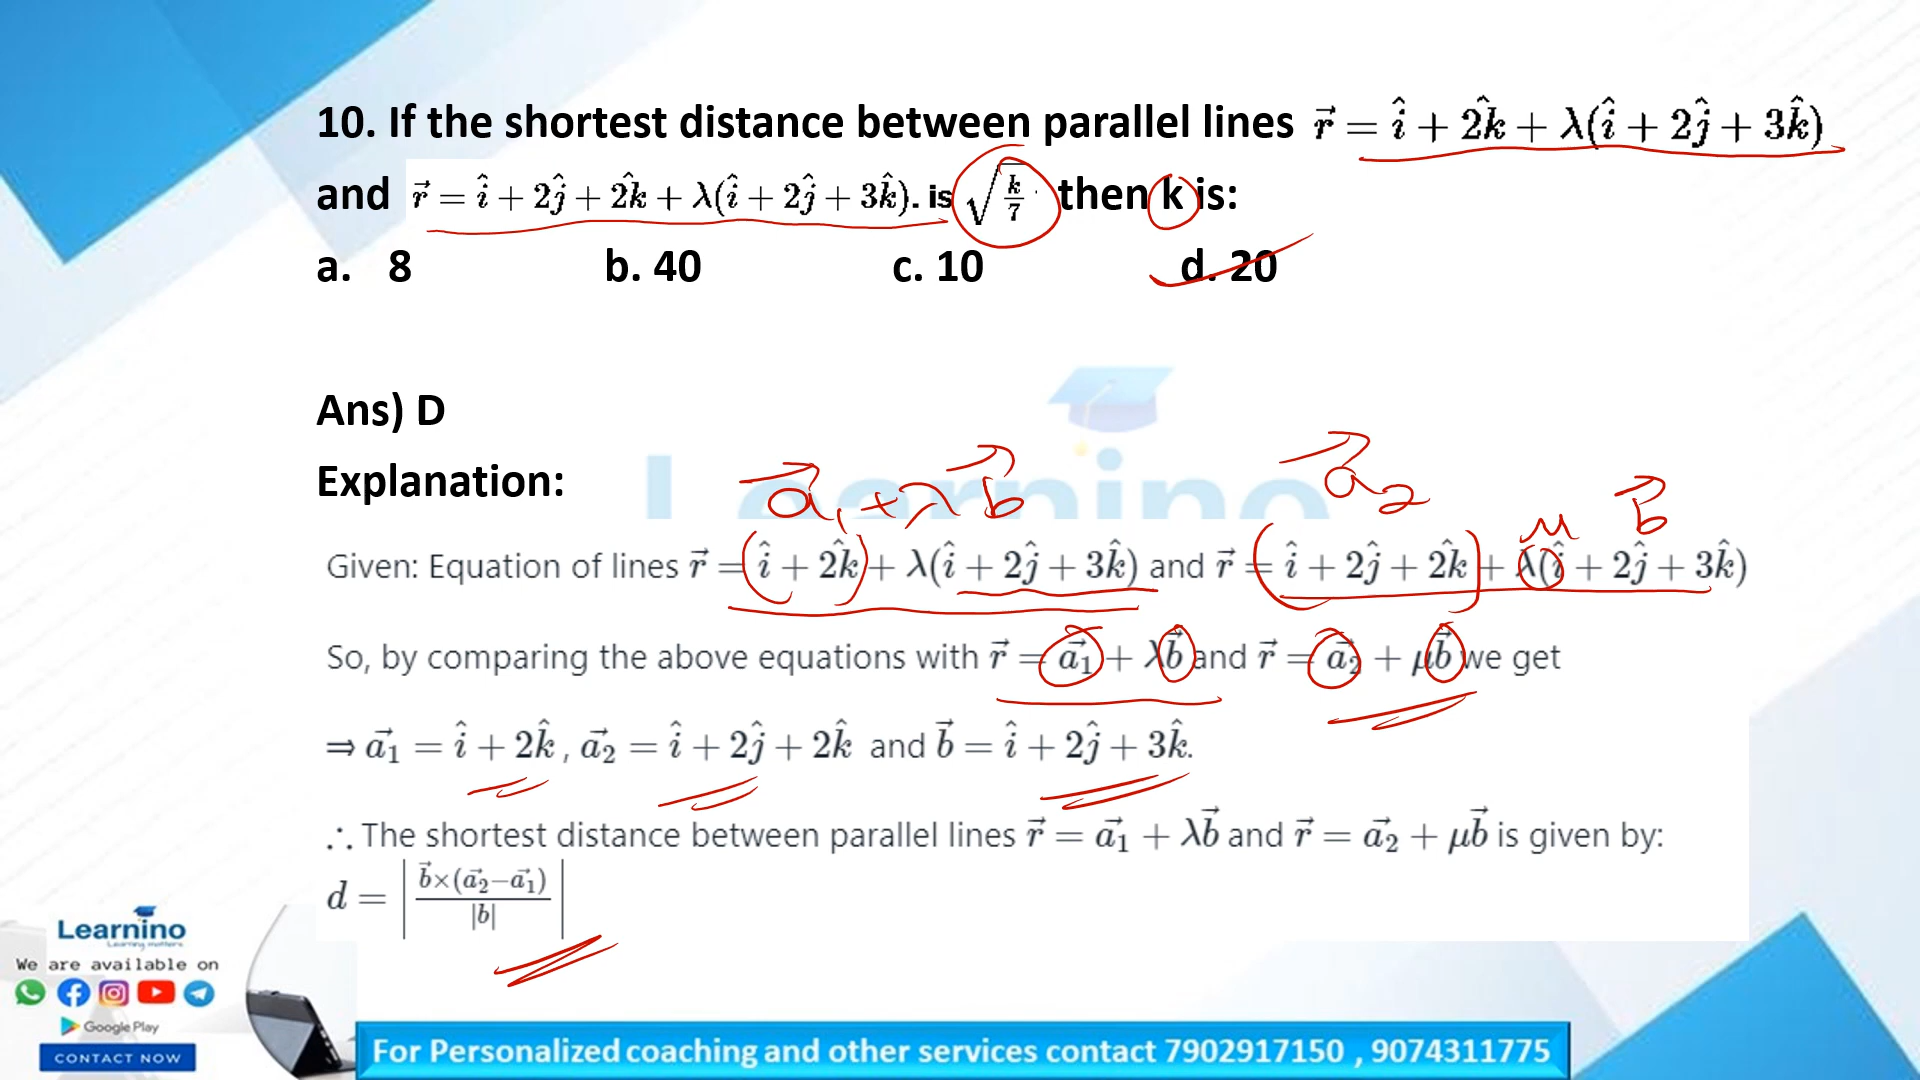 10. If the shortest distance between parallel lines r⃗ = î + 2k̂ + λ(î + 2ĵ + 3k̂)
and r⃗ = î + 2ĵ + 2k̂ + λ(î + 2ĵ + 3k̂). is √(k/7) then k is:
a. 8 b. 40 c. 10 d. 20
Ans) D
Learnino
Explanation:
a⃗₁ + λ b⃗ a⃗₂ μ b⃗
Given: Equation of lines r⃗ = î + 2k̂ + λ(î + 2ĵ + 3k̂) and r⃗ = î + 2ĵ + 2k̂ + λ(î + 2ĵ + 3k̂)
So, by comparing the above equations with r⃗ = a⃗₁ + λb⃗ and r⃗ = a⃗₂ + μb⃗ we get
⇒ a⃗₁ = î + 2k̂ , a⃗₂ = î + 2ĵ + 2k̂ and b⃗ = î + 2ĵ + 3k̂.
∴ The shortest distance between parallel lines r⃗ = a⃗₁ + λb⃗ and r⃗ = a⃗₂ + μb⃗ is given by:
d = | b⃗×(a⃗₂−a⃗₁) / |b| |
Learnino
Learning matters
We are available on
Google Play
CONTACT NOW
For Personalized coaching and other services contact 7902917150 , 9074311775